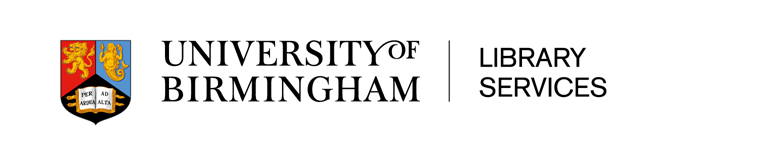 PER AD
ARDUA ALTA
UNIVERSITY OF
BIRMINGHAM
LIBRARY
SERVICES